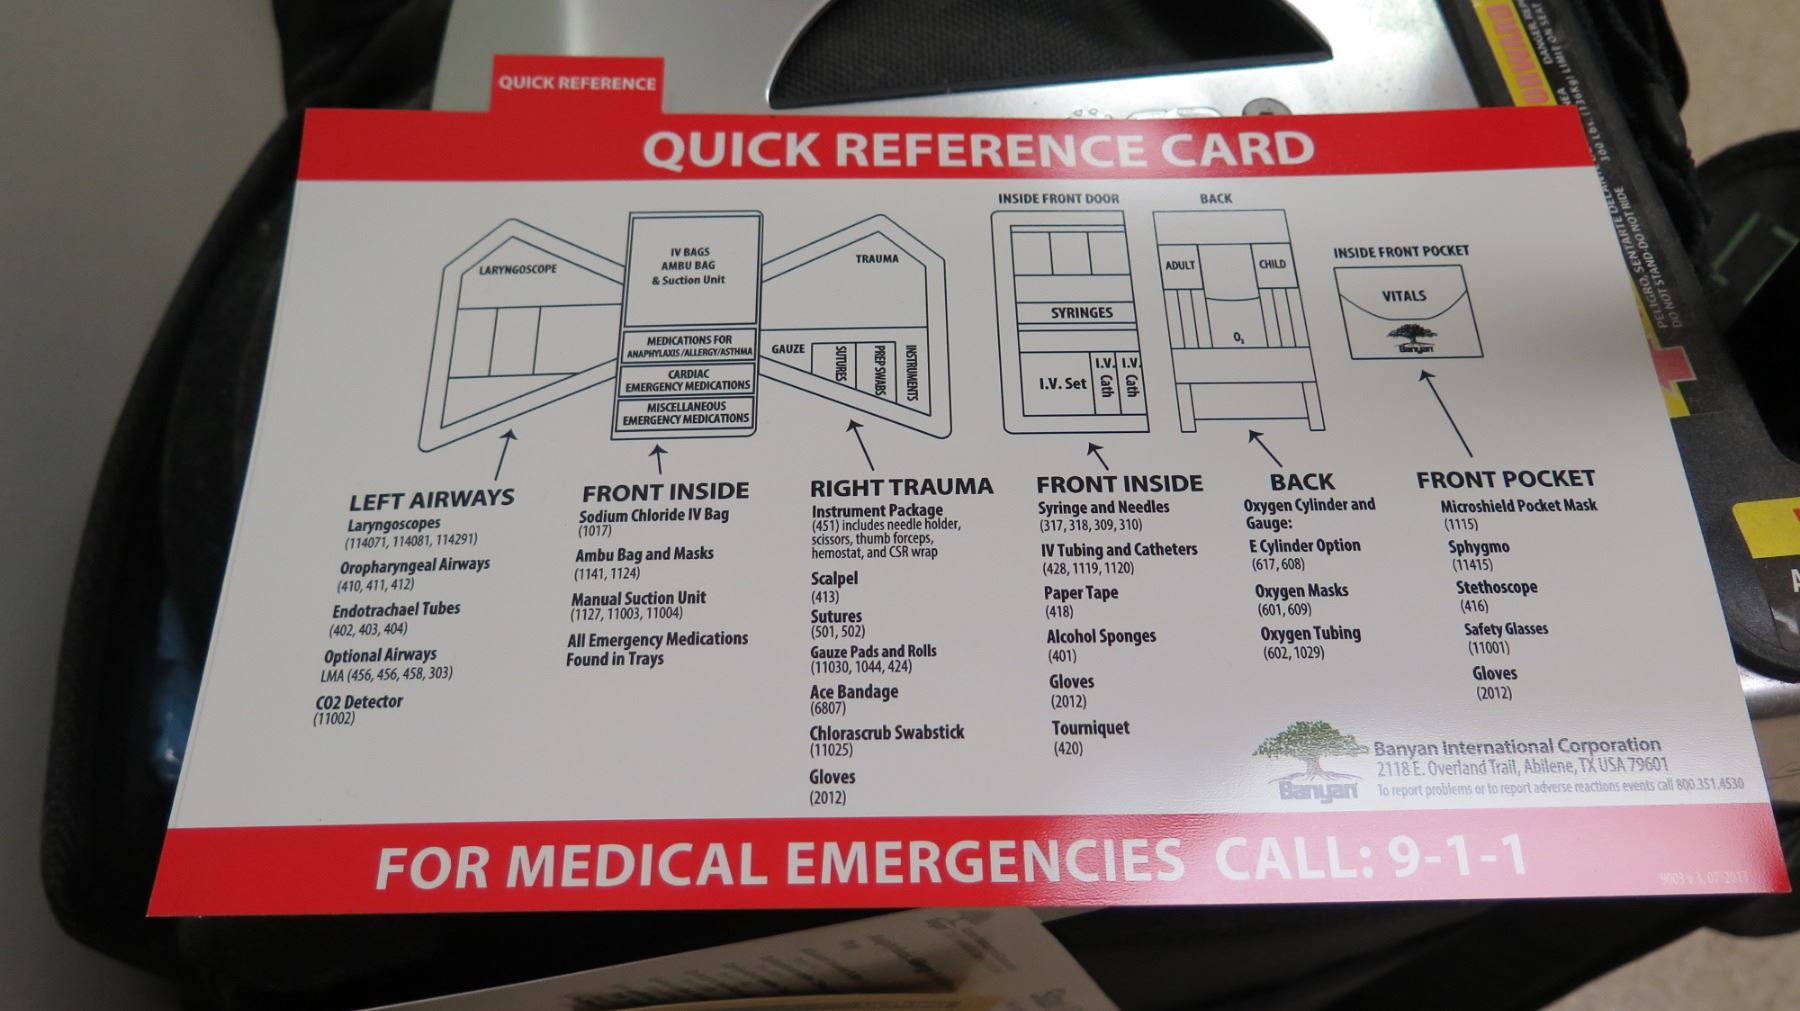 QUICK REFERENCE
QUICK REFERENCE CARD
LARYNGOSCOPE
IV BAGS
AMBU BAG
& Suction Unit
MEDICATIONS FOR
ANAPHYLAXIS/ALLERGY/ASTHMA
CARDIAC
EMERGENCY MEDICATIONS
MISCELLANEOUS
EMERGENCY MEDICATIONS
TRAUMA
GAUZE
SUTURES
PREP SWABS
INSTRUMENTS
INSIDE FRONT DOOR
SYRINGES
I.V. Set
I.V. Cath
I.V. Cath
BACK
ADULT
CHILD
O2
INSIDE FRONT POCKET
VITALS
Banyan
LEFT AIRWAYS
Laryngoscopes
(114071, 114081, 114291)
Oropharyngeal Airways
(410, 411, 412)
Endotrachael Tubes
(402, 403, 404)
Optional Airways
LMA (456, 456, 458, 303)
CO2 Detector
(11002)
FRONT INSIDE
Sodium Chloride IV Bag
(1017)
Ambu Bag and Masks
(1141, 1124)
Manual Suction Unit
(1127, 11003, 11004)
All Emergency Medications
Found in Trays
RIGHT TRAUMA
Instrument Package
(451) includes needle holder,
scissors, thumb forceps,
hemostat, and CSR wrap
Scalpel
(413)
Sutures
(501, 502)
Gauze Pads and Rolls
(11030, 1044, 424)
Ace Bandage
(6807)
Chlorascrub Swabstick
(11025)
Gloves
(2012)
FRONT INSIDE
Syringe and Needles
(317, 318, 309, 310)
IV Tubing and Catheters
(428, 1119, 1120)
Paper Tape
(418)
Alcohol Sponges
(401)
Gloves
(2012)
Tourniquet
(420)
BACK
Oxygen Cylinder and
Gauge:
E Cylinder Option
(617, 608)
Oxygen Masks
(601, 609)
Oxygen Tubing
(602, 1029)
FRONT POCKET
Microshield Pocket Mask
(1115)
Sphygmo
(11415)
Stethoscope
(416)
Safety Glasses
(11001)
Gloves
(2012)
Banyan
Banyan International Corporation
2118 E. Overland Trail, Abilene, TX USA 79601
To report problems or to report adverse reactions events call 800.351.4530
FOR MEDICAL EMERGENCIES CALL: 9-1-1
9003 v.3, 07/2013
DO NOT STAND DO NOT RIDE